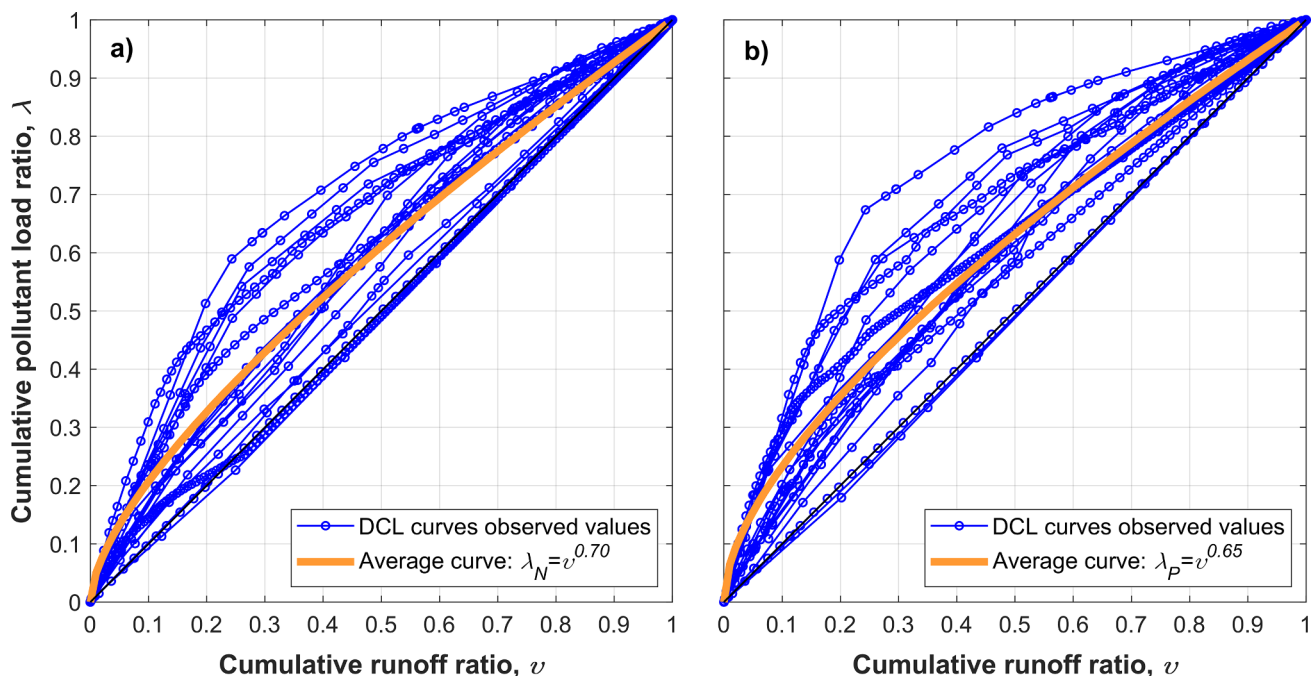 a)
1
0.9
0.8
0.7
0.6
0.5
0.4
0.3
0.2
0.1
0
Cumulative pollutant load ratio, λ
DCL curves observed values
Average curve: λ_N=υ^0.70
0 0.1 0.2 0.3 0.4 0.5 0.6 0.7 0.8 0.9 1
Cumulative runoff ratio, υ
b)
DCL curves observed values
Average curve: λ_P=υ^0.65
0 0.1 0.2 0.3 0.4 0.5 0.6 0.7 0.8 0.9 1
Cumulative runoff ratio, υ